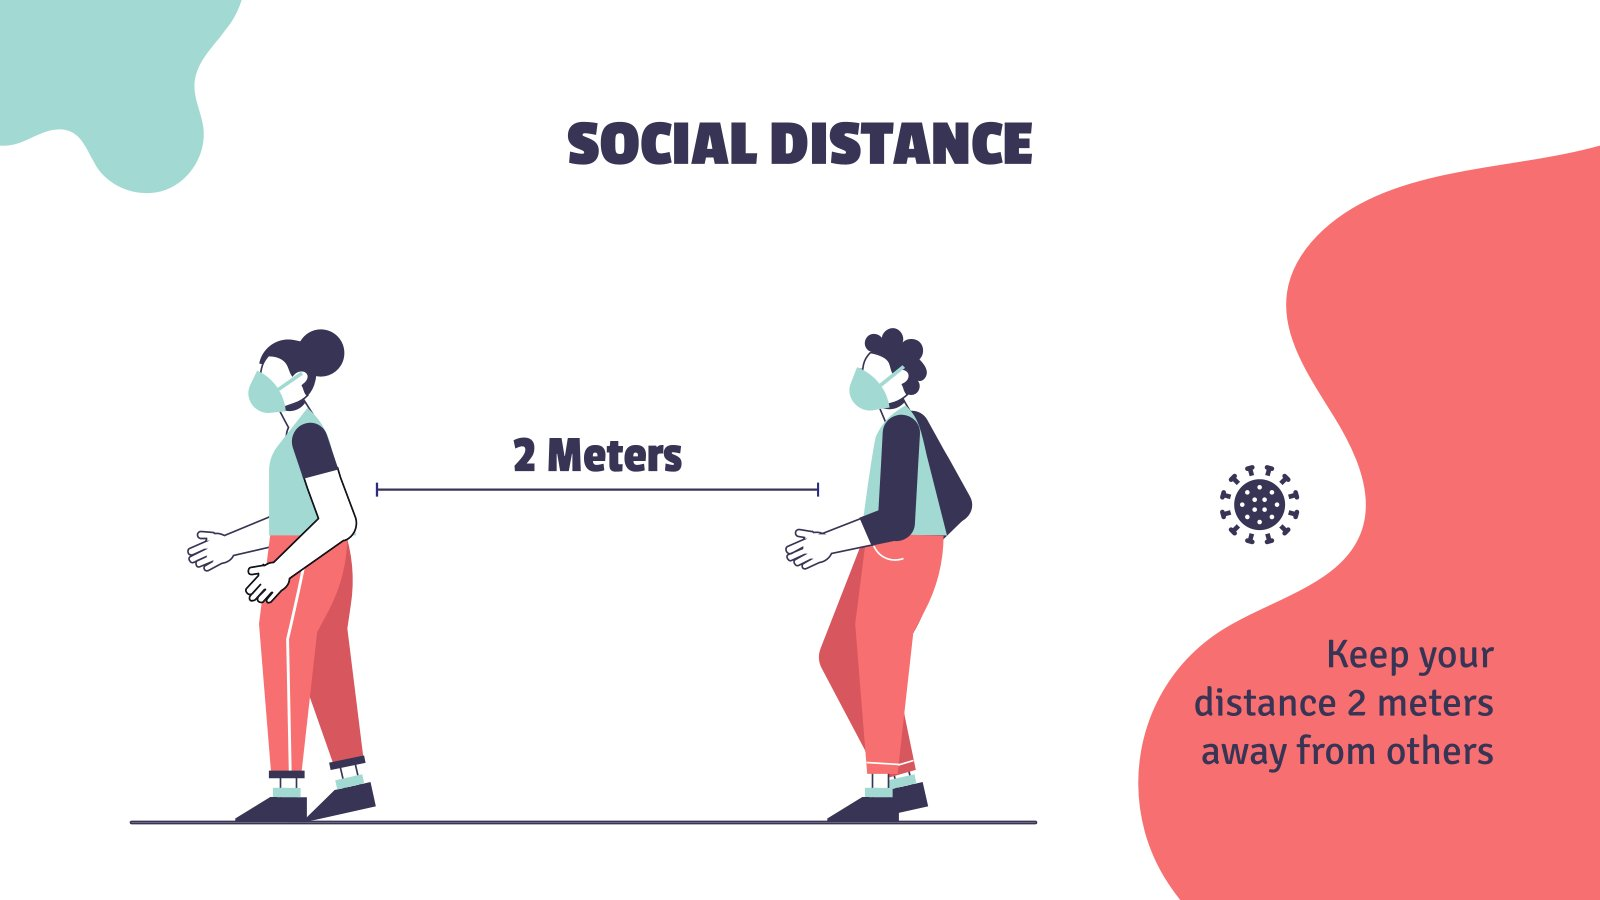 SOCIAL DISTANCE
2 Meters
Keep your
distance 2 meters
away from others